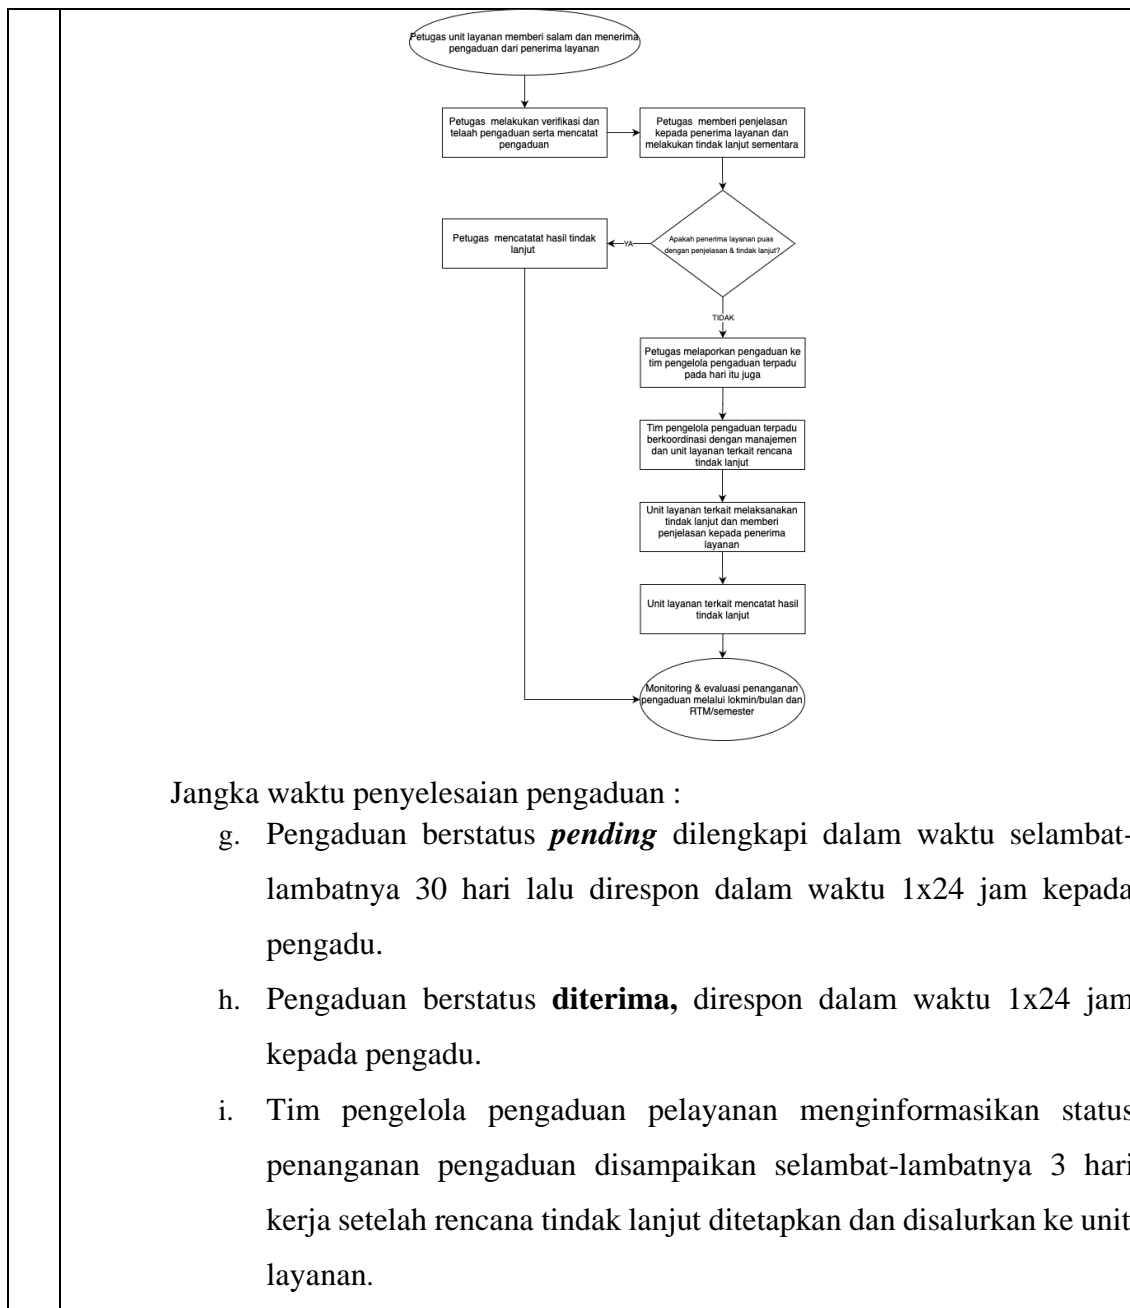 Petugas unit layanan memberi salam dan menerima
pengaduan dari penerima layanan
Petugas melakukan verifikasi dan
telaah pengaduan serta mencatat
pengaduan
Petugas memberi penjelasan
kepada penerima layanan dan
melakukan tindak lanjut sementara
Apakah penerima layanan puas
dengan penjelasan & tindak lanjut?
YA
Petugas mencatatat hasil tindak
lanjut
TIDAK
Petugas melaporkan pengaduan ke
tim pengelola pengaduan terpadu
pada hari itu juga
Tim pengelola pengaduan terpadu
berkoordinasi dengan manajemen
dan unit layanan terkait rencana
tindak lanjut
Unit layanan terkait melaksanakan
tindak lanjut dan memberi
penjelasan kepada penerima
layanan
Unit layanan terkait mencatat hasil
tindak lanjut
Monitoring & evaluasi penanganan
pengaduan melalui lokmin/bulan dan
RTM/semester
Jangka waktu penyelesaian pengaduan :
g. Pengaduan berstatus pending dilengkapi dalam waktu selambat-
lambatnya 30 hari lalu direspon dalam waktu 1x24 jam kepada
pengadu.
h. Pengaduan berstatus diterima, direspon dalam waktu 1x24 jam
kepada pengadu.
i. Tim pengelola pengaduan pelayanan menginformasikan status
penanganan pengaduan disampaikan selambat-lambatnya 3 hari
kerja setelah rencana tindak lanjut ditetapkan dan disalurkan ke unit
layanan.